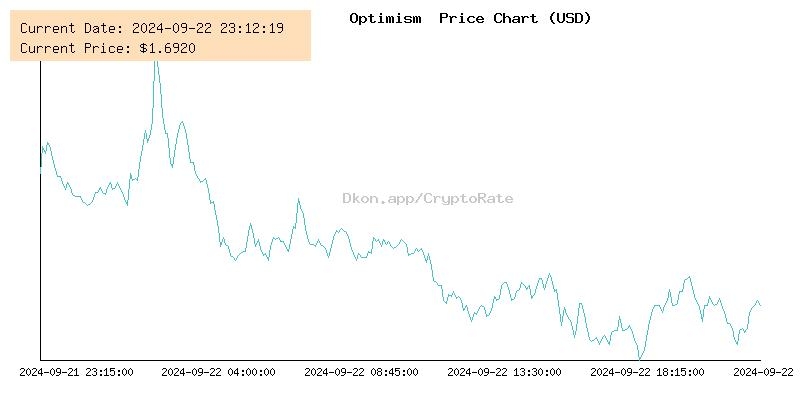 Optimism  Price Chart (USD)
Current Date: 2024-09-22 23:12:19
Current Price: $1.6920
Dkon.app/CryptoRate
2024-09-21 23:15:00 2024-09-22 04:00:00 2024-09-22 08:45:00 2024-09-22 13:30:00 2024-09-22 18:15:00 2024-09-22